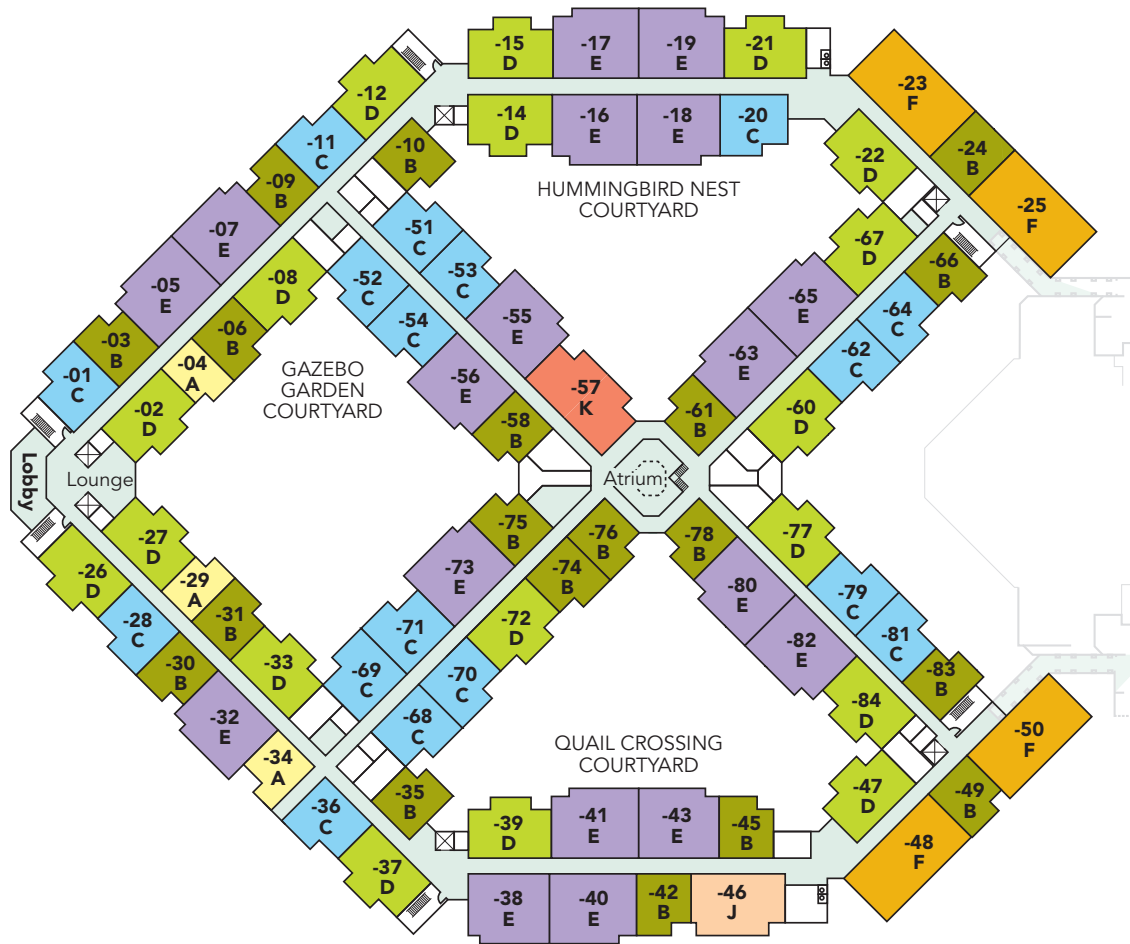 -15
D
-17
E
-19
E
-21
D
-23
F
-12
D
-14
D
-16
E
-18
E
-20
C
-11
C
-10
B
-22
D
-24
B
-09
B
HUMMINGBIRD NEST
COURTYARD
-25
F
-07
E
-51
C
-67
D
-05
E
-08
D
-52
C
-53
C
-65
E
-66
B
-03
B
-06
B
-54
C
-55
E
-63
E
-64
C
-01
C
-04
A
GAZEBO
GARDEN
COURTYARD
-56
E
-57
K
-62
C
-02
D
-58
B
-61
B
-60
D
Lobby
Lounge
Atrium
-27
D
-75
B
-76
B
-78
B
-77
D
-26
D
-29
A
-73
E
-74
B
-80
E
-79
C
-28
C
-31
B
-71
C
-72
D
-82
E
-81
C
-30
B
-33
D
-69
C
-70
C
-83
B
-32
E
-68
C
-84
D
-34
A
QUAIL CROSSING
COURTYARD
-50
F
-36
C
-35
B
-47
D
-49
B
-37
D
-39
D
-41
E
-43
E
-45
B
-48
F
-38
E
-40
E
-42
B
-46
J